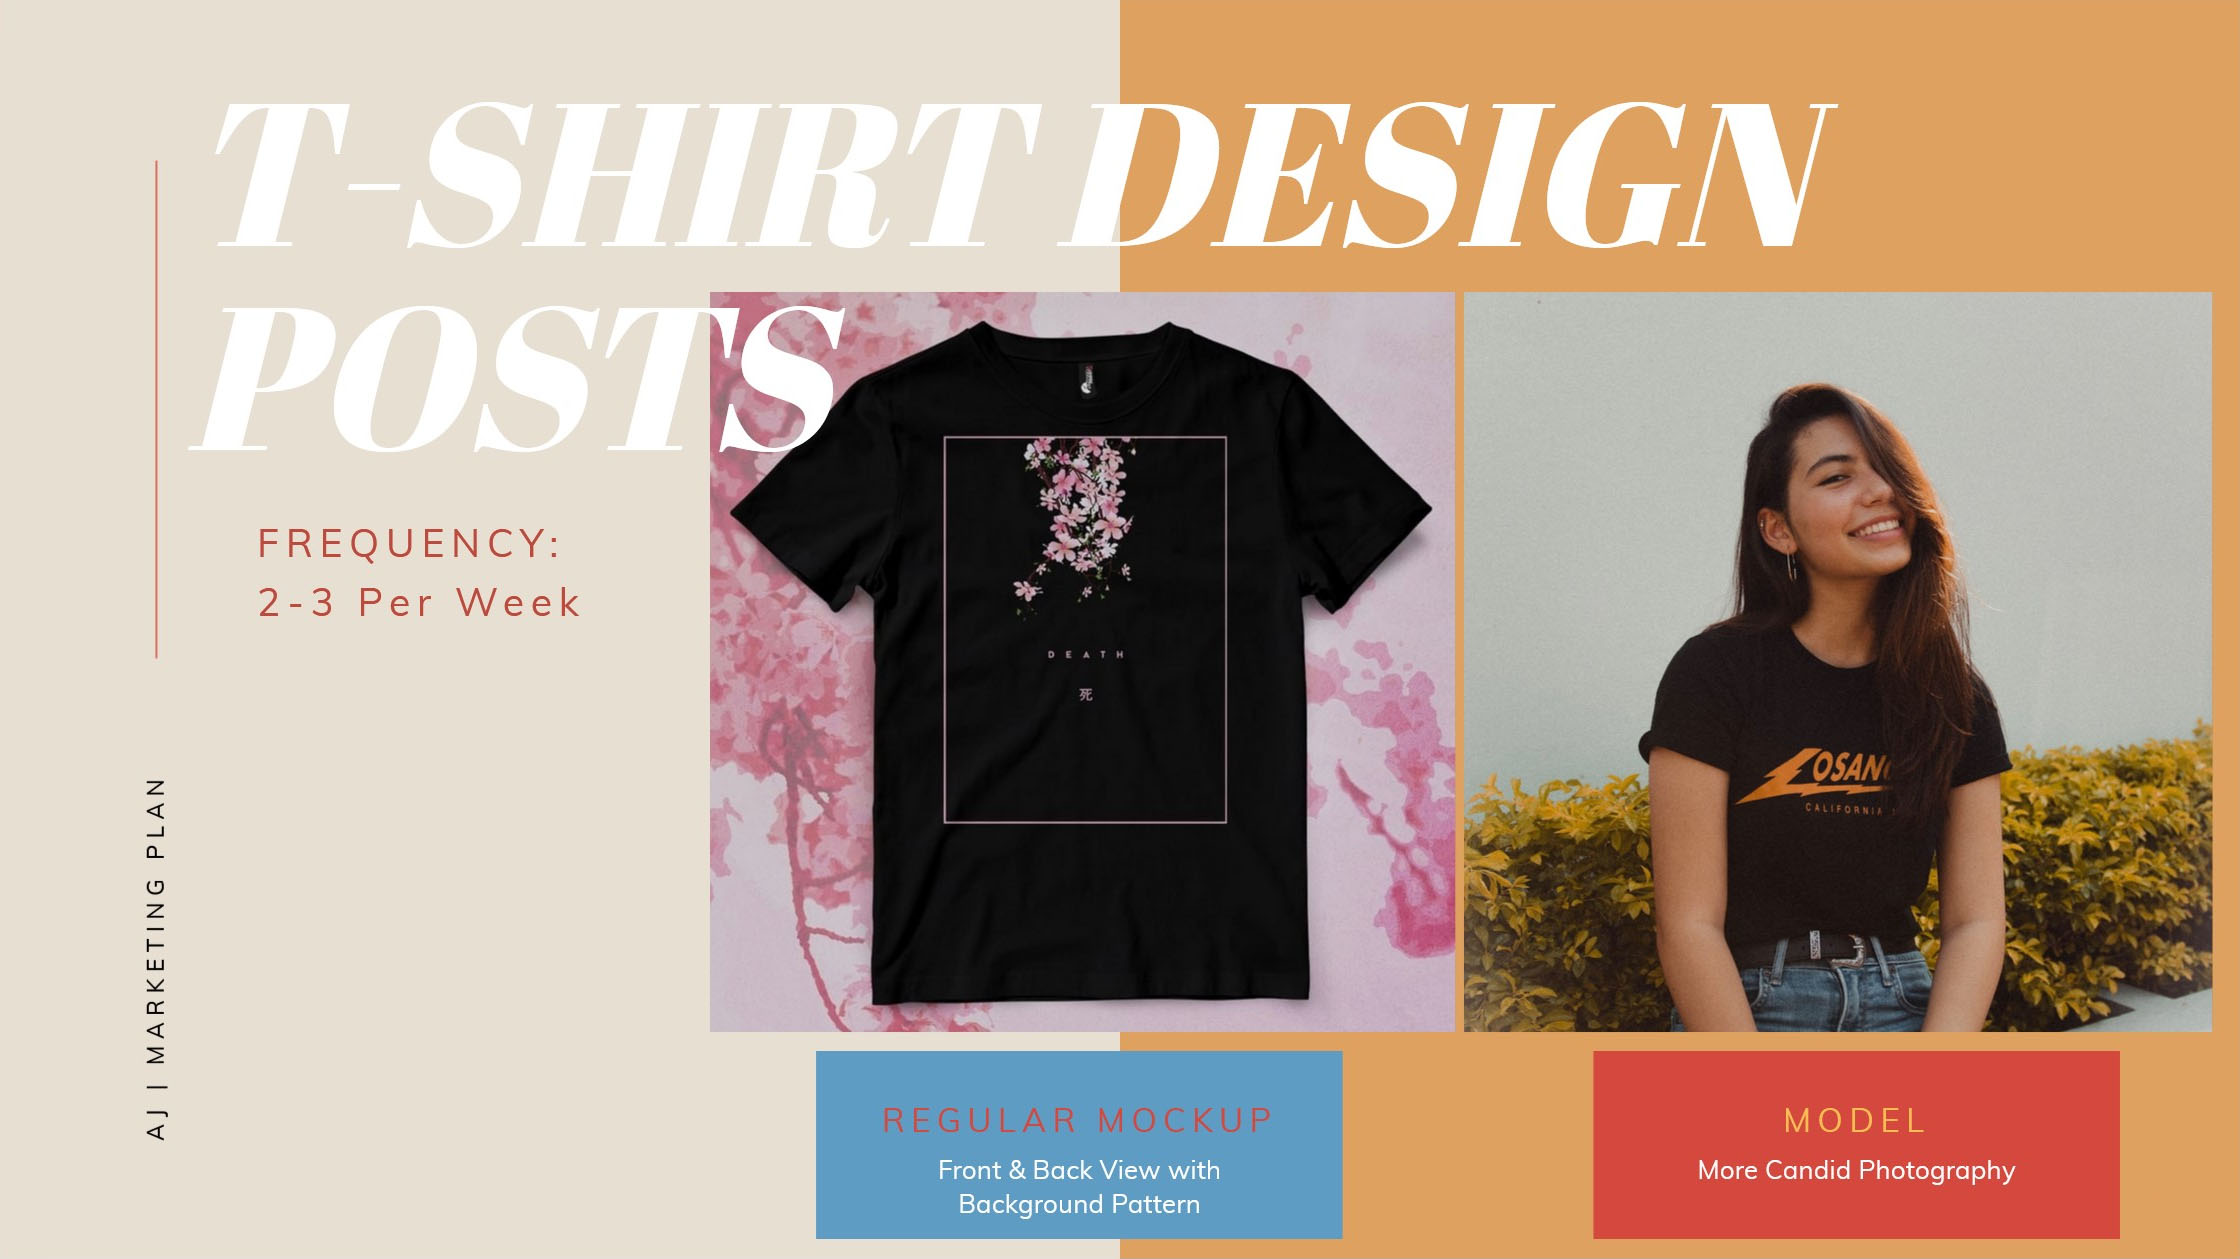 T-SHIRT DESIGN
POSTS
FREQUENCY:
2-3 Per Week
AJ | MARKETING PLAN
DEATH
死
OSAN
CALIFORNIA
REGULAR MOCKUP
Front & Back View with
Background Pattern
MODEL
More Candid Photography